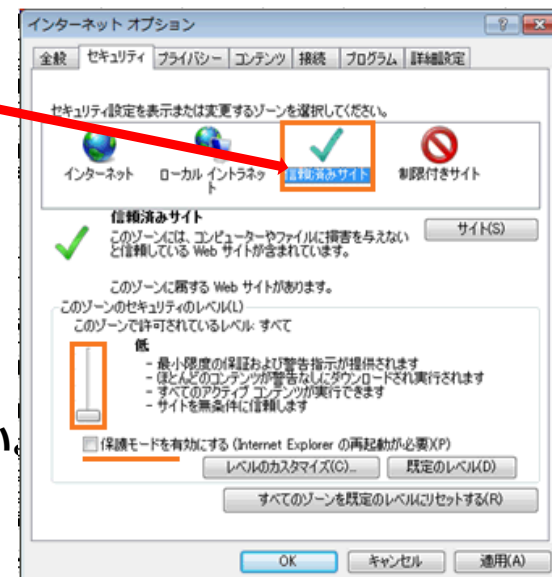 インターネット オプション
全般 セキュリティ プライバシー コンテンツ 接続 プログラム 詳細設定
セキュリティ設定を表示または変更するゾーンを選択してください。
インターネット
ローカル イントラネッ
ト
信頼済みサイト
制限付きサイト
信頼済みサイト
このゾーンには、コンピューターやファイルに損害を与えない
と信頼している Web サイトが含まれています。
サイト(S)
このゾーンに属する Web サイトがあります。
このゾーンのセキュリティのレベル(L)
このゾーンで許可されているレベル: すべて
低
- 最小限度の保証および警告指示が提供されます
- ほとんどのコンテンツが警告なしにダウンロードされ実行されます
- すべてのアクティブ コンテンツが実行できます
- サイトを無条件に信頼します
い。
保護モードを有効にする (Internet Explorer の再起動が必要)(P)
レベルのカスタマイズ(C)... 既定のレベル(D)
すべてのゾーンを既定のレベルにリセットする(R)
OK キャンセル 適用(A)